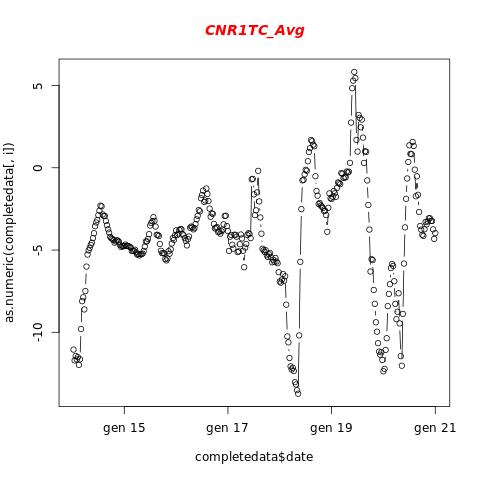 CNR1TC_Avg
as.numeric(completedata[, i])
5
0
-5
-10
gen 15
gen 17
gen 19
gen 21
completedata$date